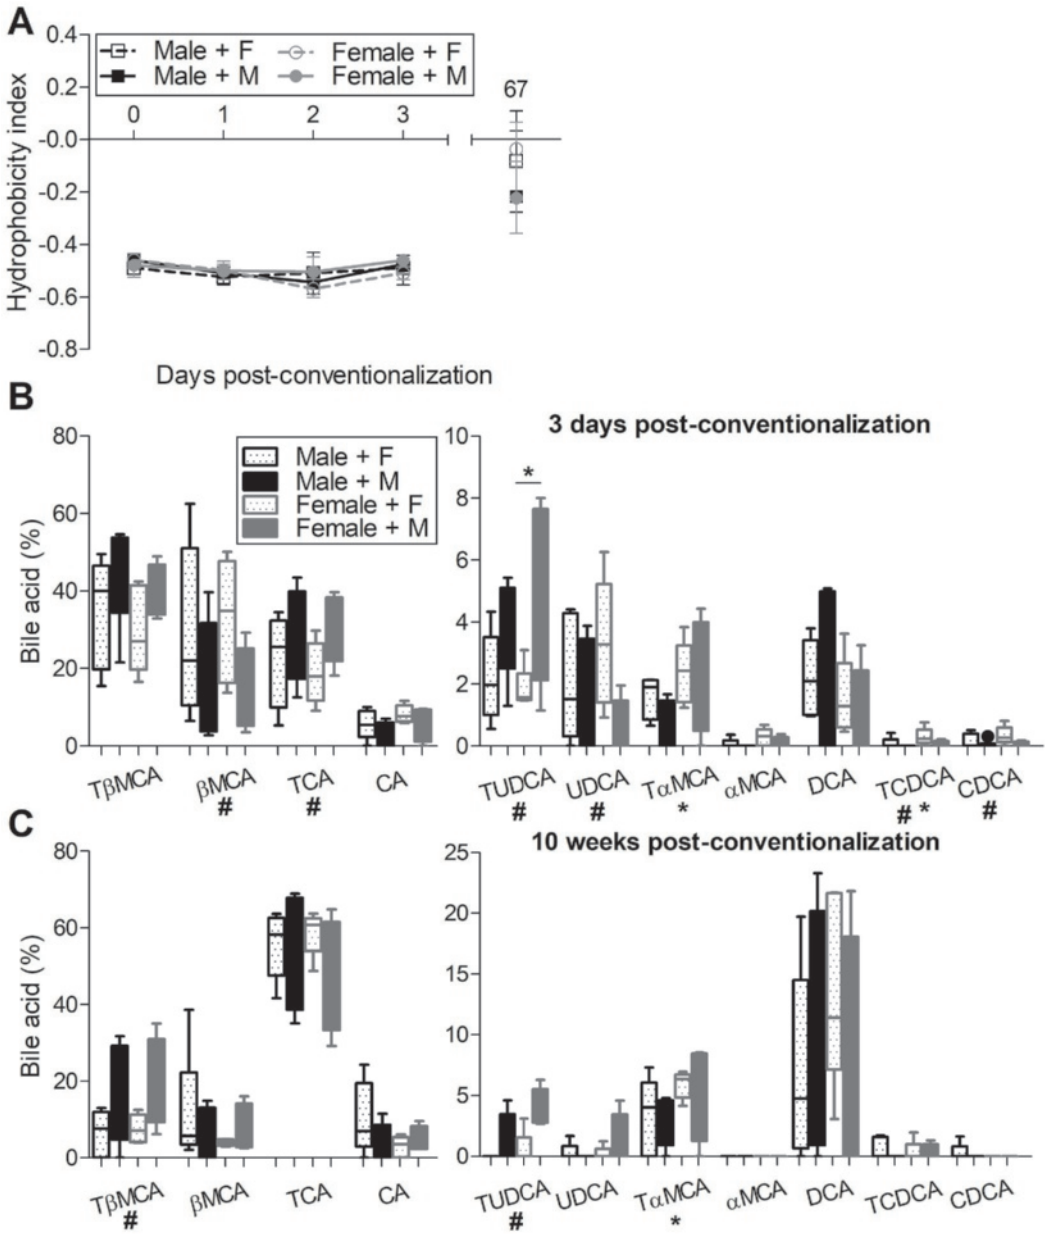 A
0.4
0.2
-0.0
-0.2
-0.4
-0.6
-0.8
Hydrophobicity index
Male + F Female + F
Male + M Female + M
0 1 2 3 67
Days post-conventionalization
B
3 days post-conventionalization
80
60
40
20
0
Bile acid (%)
Male + F
Male + M
Female + F
Female + M
TβMCA βMCA TCA CA
# #
10
8
6
4
2
0
*
TUDCA UDCA TαMCA αMCA DCA TCDCA CDCA
# # * # * #
C
10 weeks post-conventionalization
80
60
40
20
0
Bile acid (%)
TβMCA βMCA TCA CA
#
25
20
15
10
5
0
TUDCA UDCA TαMCA αMCA DCA TCDCA CDCA
# *